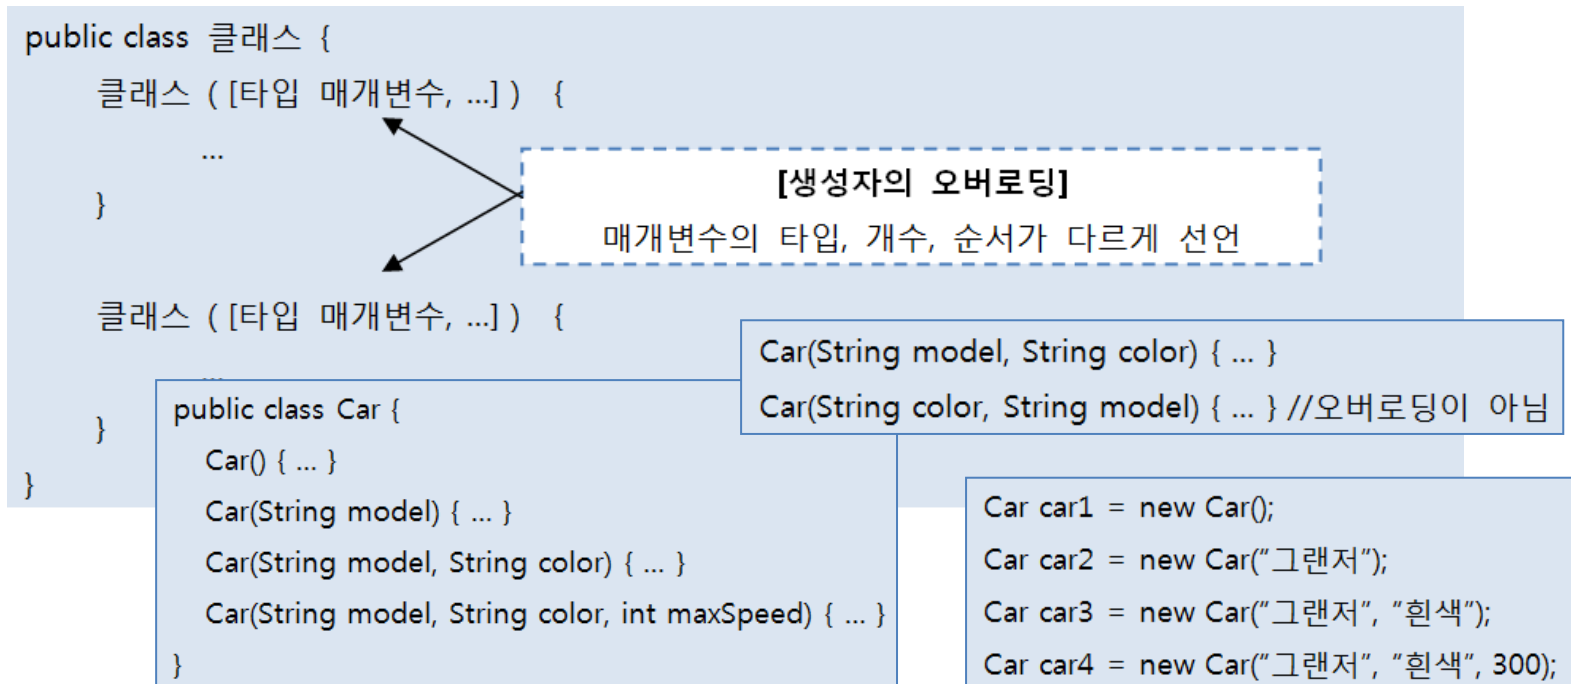 public class 클래스 {
클래스 ( [타입 매개변수, ...] ) {
...
}
[생성자의 오버로딩]
매개변수의 타입, 개수, 순서가 다르게 선언
클래스 ( [타입 매개변수, ...] ) {
...
}
}
Car(String model, String color) { ... }
Car(String color, String model) { ... } //오버로딩이 아님
public class Car {
Car() { ... }
Car(String model) { ... }
Car(String model, String color) { ... }
Car(String model, String color, int maxSpeed) { ... }
}
Car car1 = new Car();
Car car2 = new Car("그랜저");
Car car3 = new Car("그랜저", "흰색");
Car car4 = new Car("그랜저", "흰색", 300);